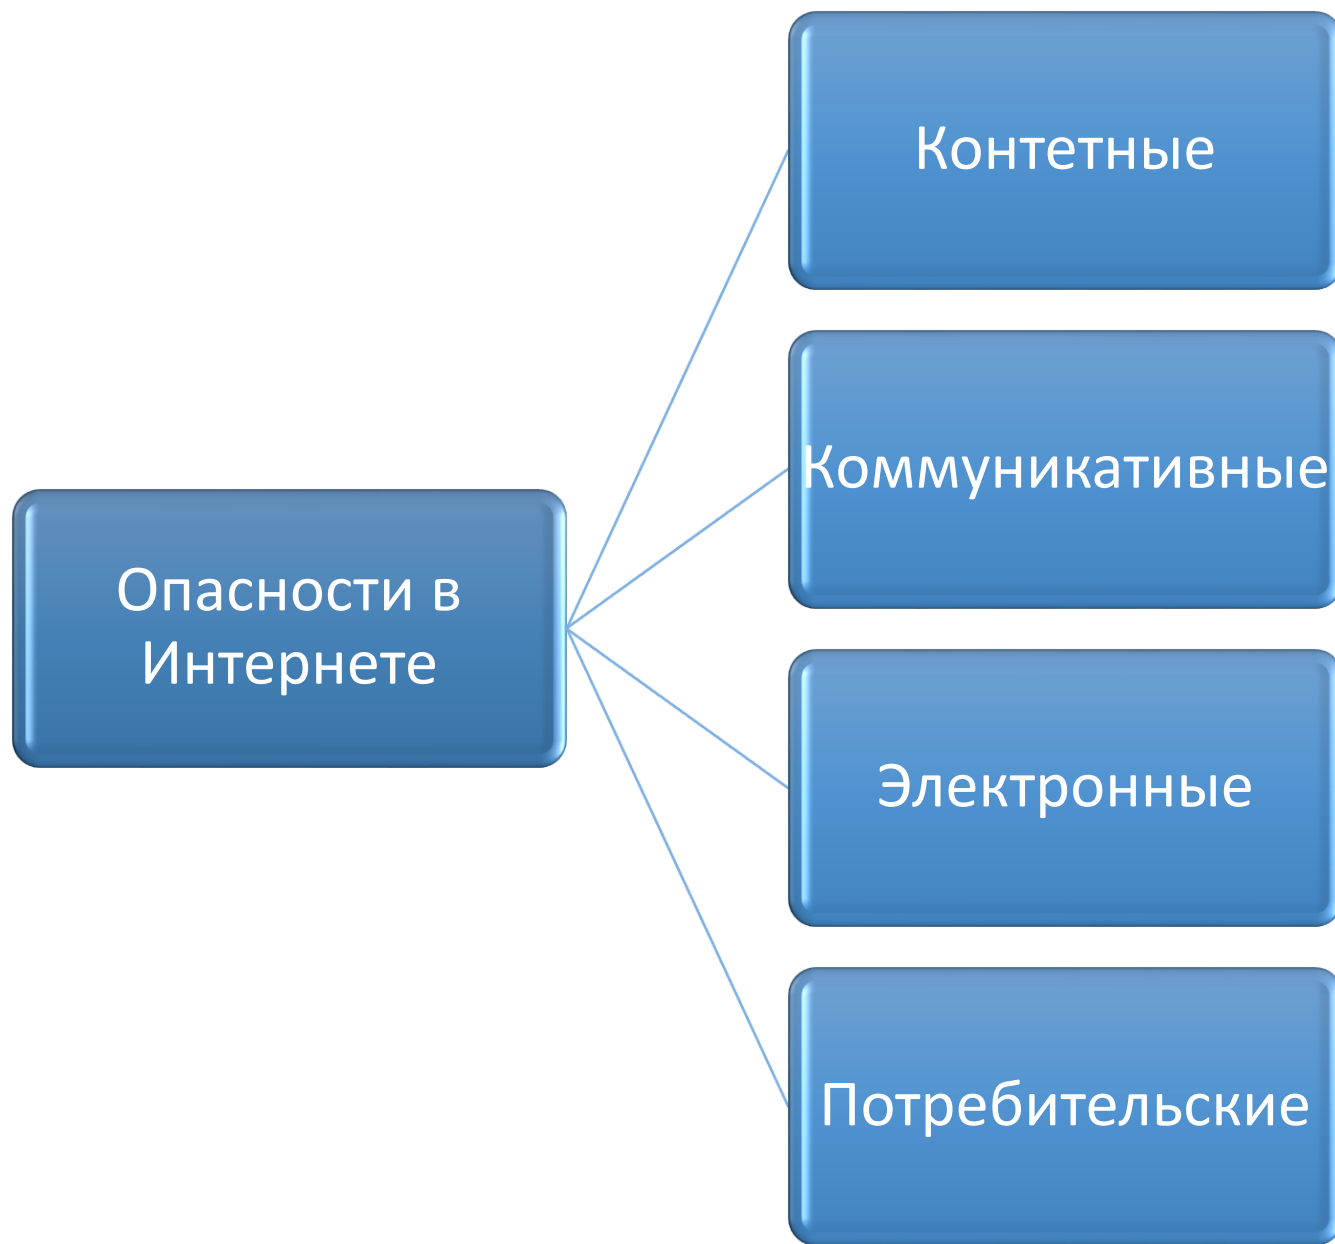 Опасности в
Интернете
Контетные
Коммуникативные
Электронные
Потребительские